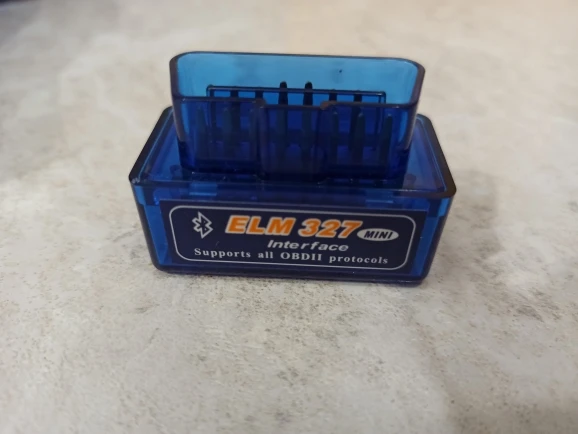 ELM 327 MINI
Interface
Supports all OBDII protocols